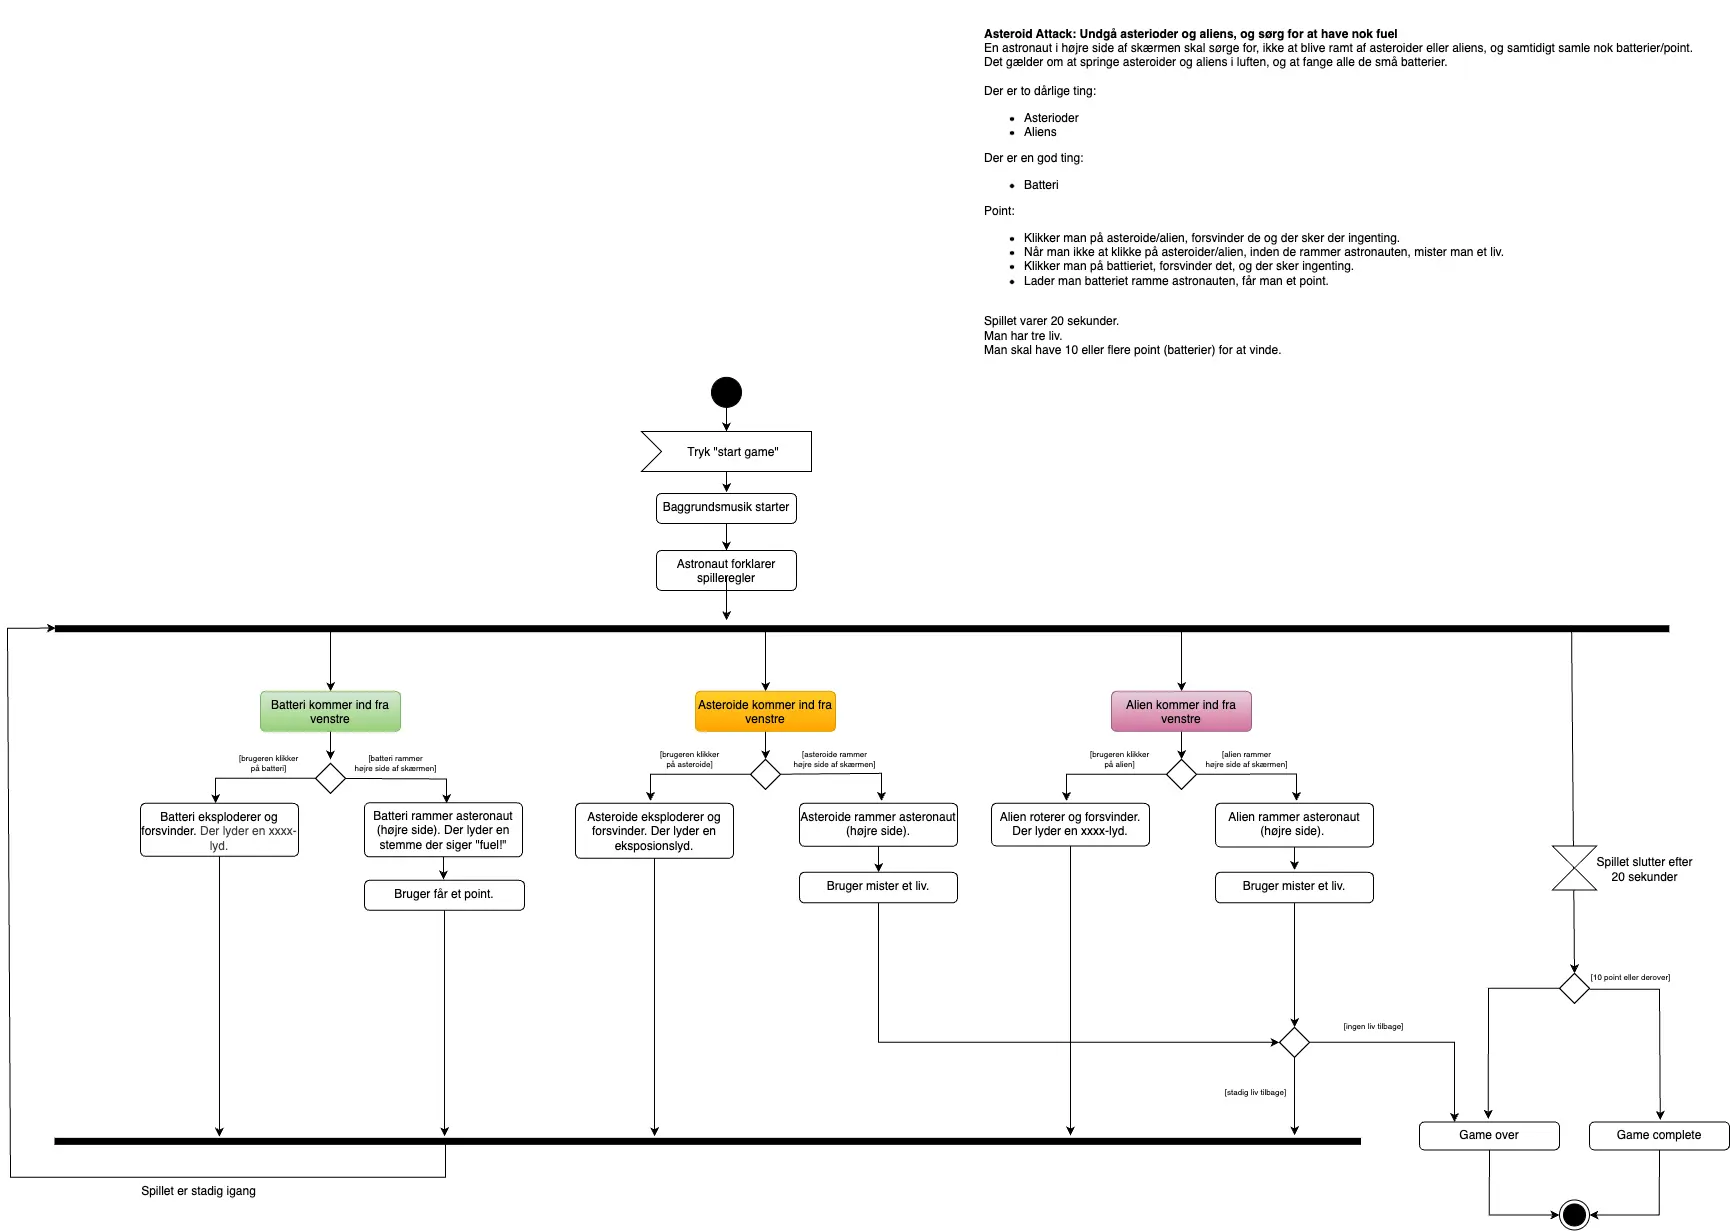 Asteroid Attack: Undgå asterioder og aliens, og sørg for at have nok fuel
En astronaut i højre side af skærmen skal sørge for, ikke at blive ramt af asteroider eller aliens, og samtidigt samle nok batterier/point.
Det gælder om at springe asteroider og aliens i luften, og at fange alle de små batterier.
Der er to dårlige ting:
• Asterioder
• Aliens
Der er en god ting:
• Batteri
Point:
• Klikker man på asteroide/alien, forsvinder de og der sker der ingenting.
• Når man ikke at klikke på asteroider/alien, inden de rammer astronauten, mister man et liv.
• Klikker man på battieriet, forsvinder det, og der sker ingenting.
• Lader man batteriet ramme astronauten, får man et point.
Spillet varer 20 sekunder.
Man har tre liv.
Man skal have 10 eller flere point (batterier) for at vinde.
Tryk "start game"
Baggrundsmusik starter
Astronaut forklarer
spilleregler
Batteri kommer ind fra
venstre
Asteroide kommer ind fra
venstre
Alien kommer ind fra
venstre
[brugeren klikker
på batteri]
[batteri rammer
højre side af skærmen]
[brugeren klikker
på asteroide]
[asteroide rammer
højre side af skærmen]
[brugeren klikker
på alien]
[alien rammer
højre side af skærmen]
Batteri eksploderer og
forsvinder. Der lyder en xxxx-
lyd.
Batteri rammer asteronaut
(højre side). Der lyder en
stemme der siger "fuel!"
Bruger får et point.
Asteroide eksploderer og
forsvinder. Der lyder en
eksposionslyd.
Asteroide rammer asteronaut
(højre side).
Bruger mister et liv.
Alien roterer og forsvinder.
Der lyder en xxxx-lyd.
Alien rammer asteronaut
(højre side).
Bruger mister et liv.
Spillet slutter efter
20 sekunder
[10 point eller derover]
[ingen liv tilbage]
[stadig liv tilbage]
Game over
Game complete
Spillet er stadig igang